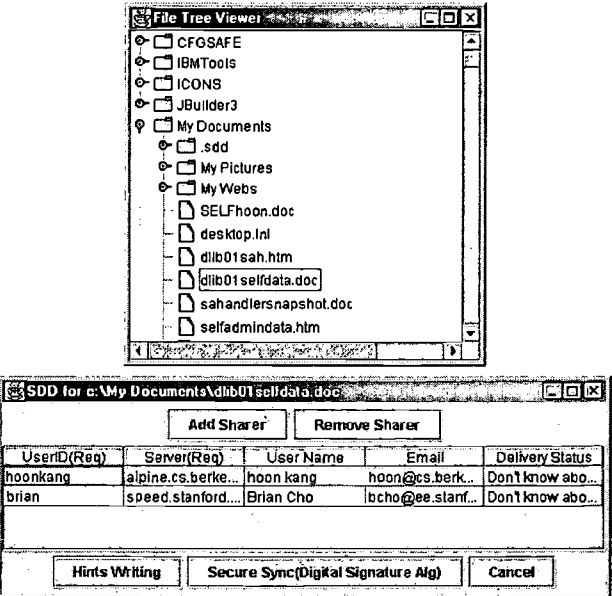 File Tree Viewer
CFGSAFE
IBMTools
ICONS
JBuilder3
My Documents
.sdd
My Pictures
My Webs
SELFhoon.doc
desktop.ini
dlib01sah.htm
dlib01selfdata.doc
sahandlersnapshot.doc
selfadmindata.htm
SDD for c:\My Documents\dlib01selfdata.doc
Add Sharer Remove Sharer
UserID(Req) Server(Req) User Name Email Delivery Status
hoonkang alpine.cs.berke... hoon kang hoon@cs.berk... Don't know abo...
brian speed.stanford.... Brian Cho bcho@ee.stanf... Don't know abo...
Hints Writing Secure Sync(Digital Signature Alg) Cancel